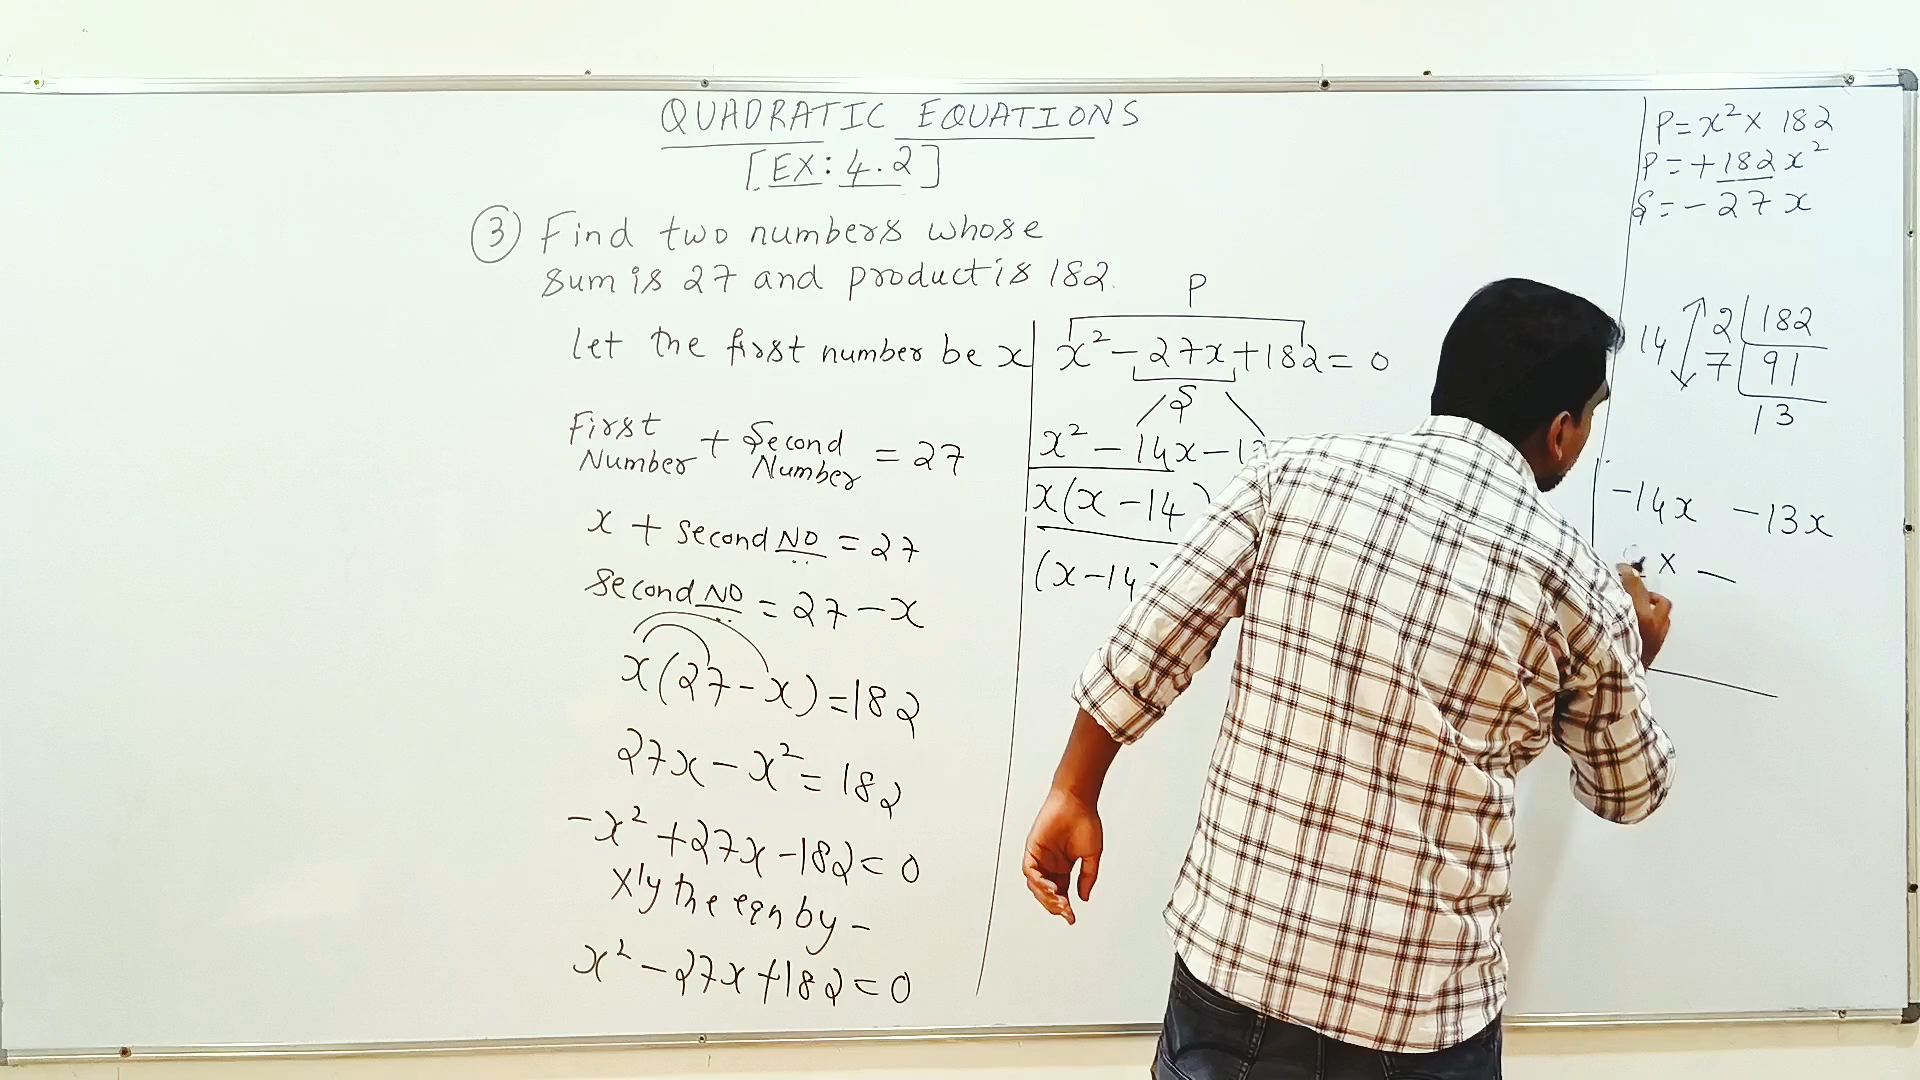 QUADRATIC EQUATIONS
[EX: 4.2]
③ Find two numbers whose
sum is 27 and product is 182.
let the first number be x
First Number + Second Number = 27
x + second NO = 27
second NO = 27 - x
x(27-x)=182
27x - x² = 182
-x² + 27x - 182 = 0
x'ly the eqn by -
x² - 27x + 182 = 0
P
x² - 27x + 182 = 0
S
x² - 14x - 1
x(x - 14)
(x - 14)
P = x² x 182
P = +182x²
S = -27x
14 2 182
7 91
13
-14x -13x
x -